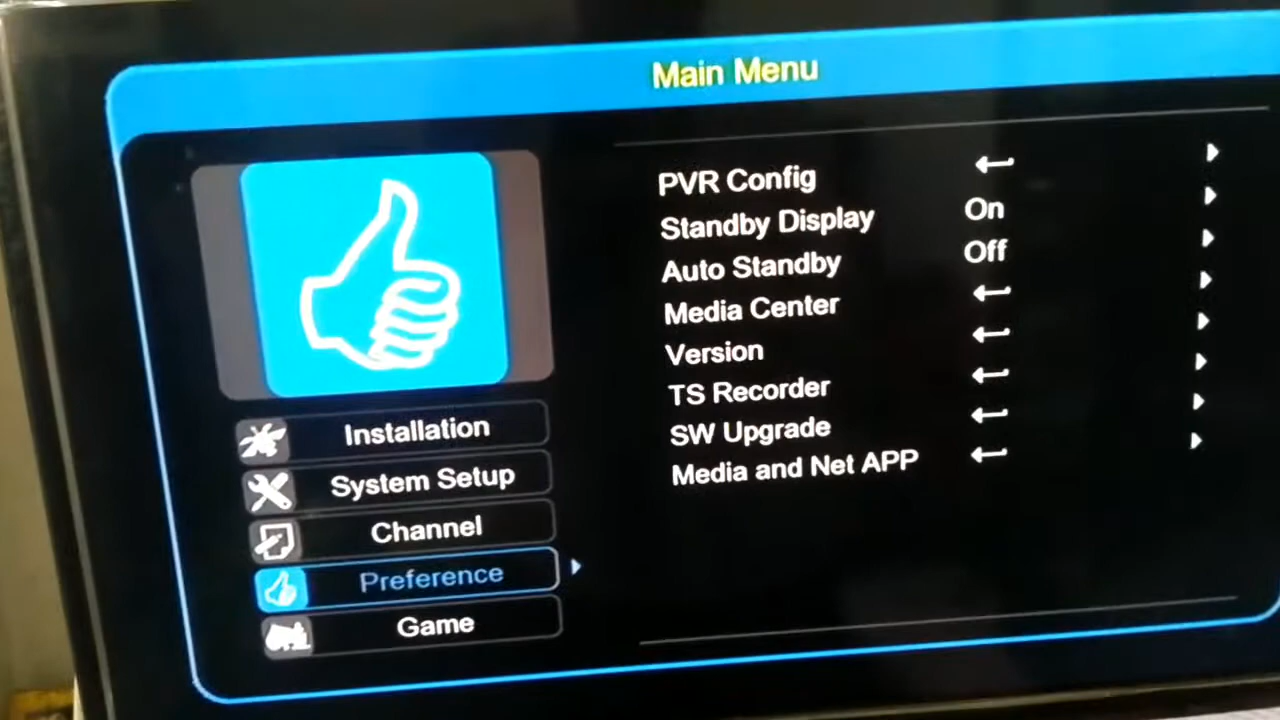 Main Menu
PVR Config
Standby Display On
Auto Standby Off
Media Center
Version
TS Recorder
SW Upgrade
Media and Net APP
Installation
System Setup
Channel
Preference
Game